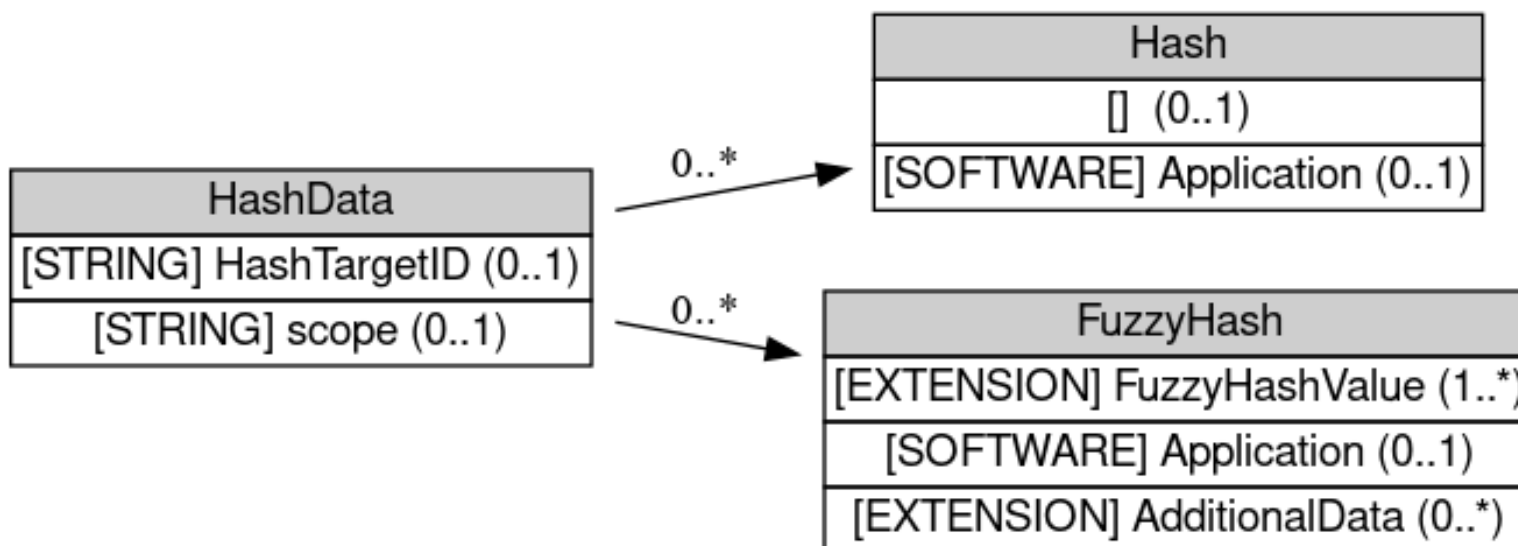 HashData
[STRING] HashTargetID (0..1)
[STRING] scope (0..1)
0..*
0..*
Hash
[] (0..1)
[SOFTWARE] Application (0..1)
FuzzyHash
[EXTENSION] FuzzyHashValue (1..*)
[SOFTWARE] Application (0..1)
[EXTENSION] AdditionalData (0..*)